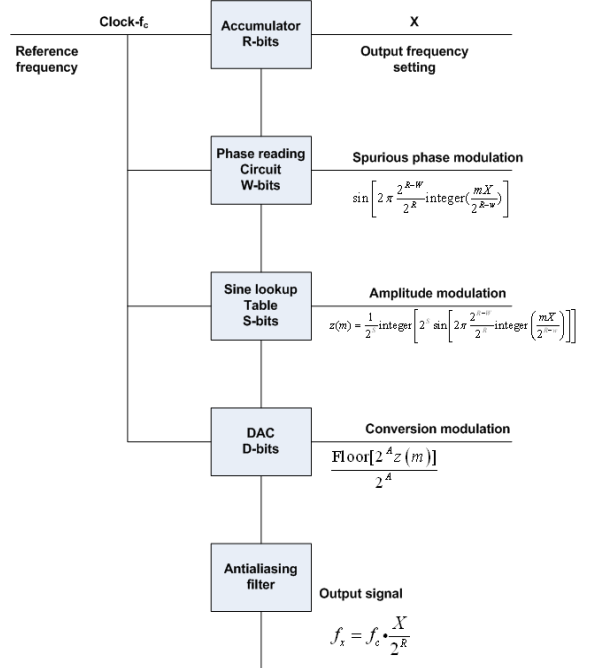 Clock-fc
Accumulator
R-bits
X
Reference
frequency
Output frequency
setting
Phase reading
Circuit
W-bits
Spurious phase modulation
sin[2π 2^{R-W}/2^R integer(mX/2^{R-w})]
Sine lookup
Table
S-bits
Amplitude modulation
z(m) = 1/2^S integer[2^S sin[2π 2^{R-W}/2^R integer(mX/2^{R-w})]]
DAC
D-bits
Conversion modulation
Floor[2^A z(m)]/2^A
Antialiasing
filter
Output signal
f_x = f_c • X/2^R